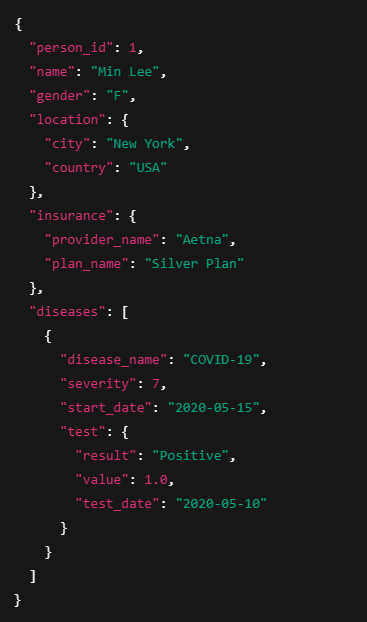 {
  "person_id": 1,
  "name": "Min Lee",
  "gender": "F",
  "location": {
    "city": "New York",
    "country": "USA"
  },
  "insurance": {
    "provider_name": "Aetna",
    "plan_name": "Silver Plan"
  },
  "diseases": [
    {
      "disease_name": "COVID-19",
      "severity": 7,
      "start_date": "2020-05-15",
      "test": {
        "result": "Positive",
        "value": 1.0,
        "test_date": "2020-05-10"
      }
    }
  ]
}